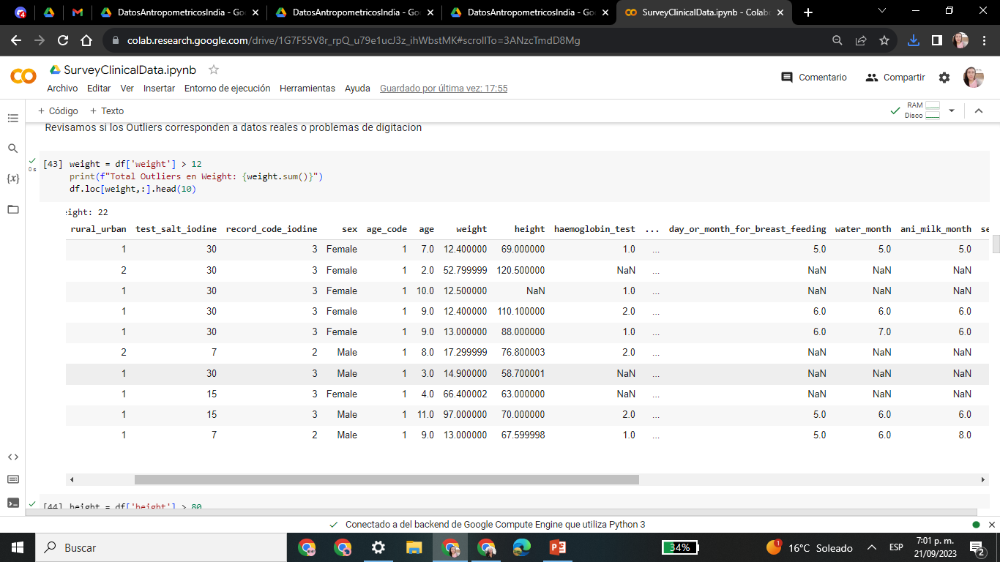 DatosAntropometricosIndia - Go
DatosAntropometricosIndia - Go
DatosAntropometricosIndia - Go
SurveyClinicalData.ipynb - Colab
colab.research.google.com/drive/1G7F55V8r_rpQ_u79e1ucJ3z_ihWbstMK#scrollTo=3ANzcTmdD8Mg
SurveyClinicalData.ipynb
Archivo Editar Ver Insertar Entorno de ejecución Herramientas Ayuda Guardado por última vez: 17:55
Comentario Compartir
+ Código + Texto
RAM
Disco
Revisamos si los Outliers corresponden a datos reales o problemas de digitacion
[43] weight = df['weight'] > 12
0 s
print(f"Total Outliers en Weight: {weight.sum()}")
df.loc[weight,:].head(10)
eight: 22
rural_urban test_salt_iodine record_code_iodine sex age_code age weight height haemoglobin_test ... day_or_month_for_breast_feeding water_month ani_milk_month se
1 30 3 Female 1 7.0 12.400000 69.000000 1.0 ... 5.0 5.0 5.0
2 30 3 Female 1 2.0 52.799999 120.500000 NaN ... NaN NaN NaN
1 30 3 Female 1 10.0 12.500000 NaN 1.0 ... NaN NaN NaN
1 30 3 Female 1 9.0 12.400000 110.100000 2.0 ... 6.0 6.0 6.0
1 30 3 Female 1 9.0 13.000000 88.000000 1.0 ... 6.0 7.0 6.0
2 7 2 Male 1 8.0 17.299999 76.800003 2.0 ... NaN NaN NaN
1 30 3 Male 1 3.0 14.900000 58.700001 NaN ... NaN NaN NaN
1 15 3 Female 1 4.0 66.400002 63.000000 NaN ... NaN NaN NaN
1 15 3 Male 1 11.0 97.000000 70.000000 2.0 ... 5.0 6.0 6.0
1 7 2 Male 1 9.0 13.000000 67.599998 1.0 ... 5.0 6.0 8.0
[44] height = df['height'] > 80
Conectado a del backend de Google Compute Engine que utiliza Python 3
Buscar
34%
1
16°C Soleado
ESP
7:01 p. m.
21/09/2023
2